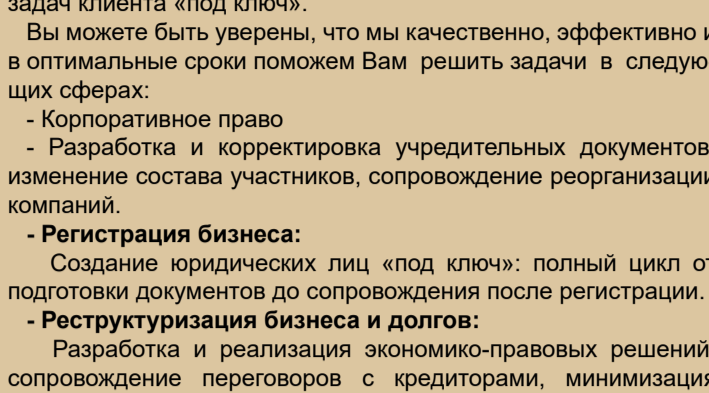 задач клиента «под ключ».
Вы можете быть уверены, что мы качественно, эффективно и
в оптимальные сроки поможем Вам решить задачи в следую-
щих сферах:
- Корпоративное право
- Разработка и корректировка учредительных документов,
изменение состава участников, сопровождение реорганизации
компаний.
- Регистрация бизнеса:
Создание юридических лиц «под ключ»: полный цикл от
подготовки документов до сопровождения после регистрации.
- Реструктуризация бизнеса и долгов:
Разработка и реализация экономико-правовых решений,
сопровождение переговоров с кредиторами, минимизация